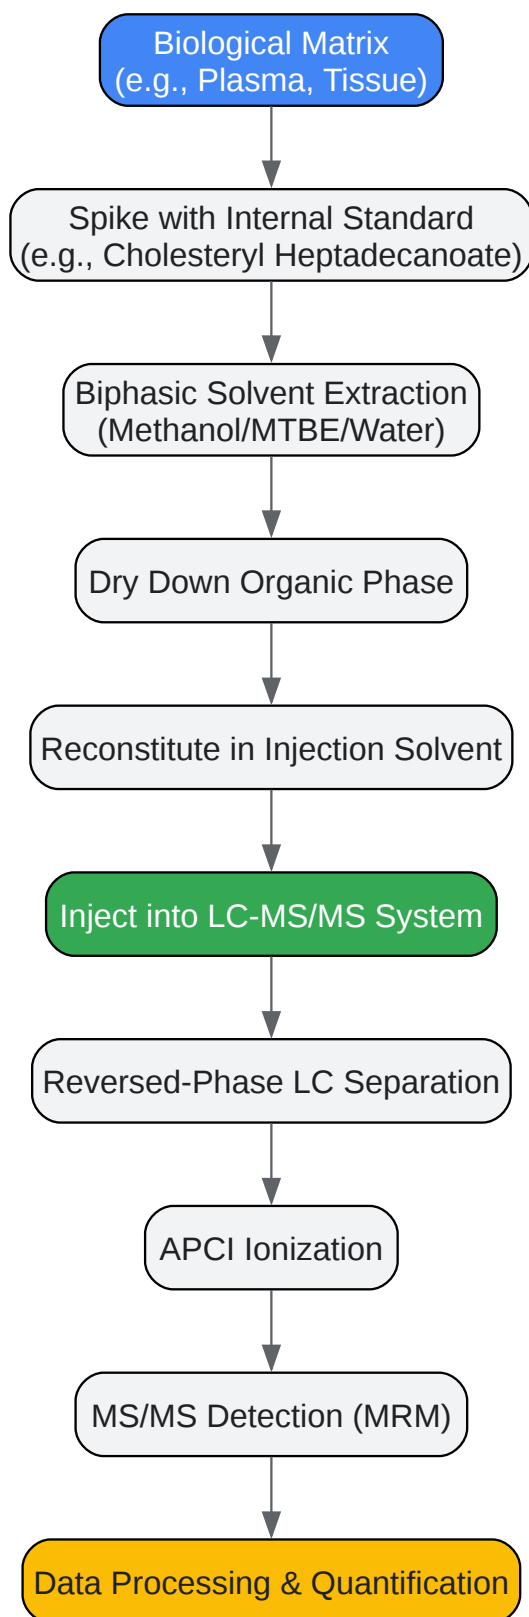 Biological Matrix
(e.g., Plasma, Tissue)
Spike with Internal Standard
(e.g., Cholesteryl Heptadecanoate)
Biphasic Solvent Extraction
(Methanol/MTBE/Water)
Dry Down Organic Phase
Reconstitute in Injection Solvent
Inject into LC-MS/MS System
Reversed-Phase LC Separation
APCI Ionization
MS/MS Detection (MRM)
Data Processing & Quantification